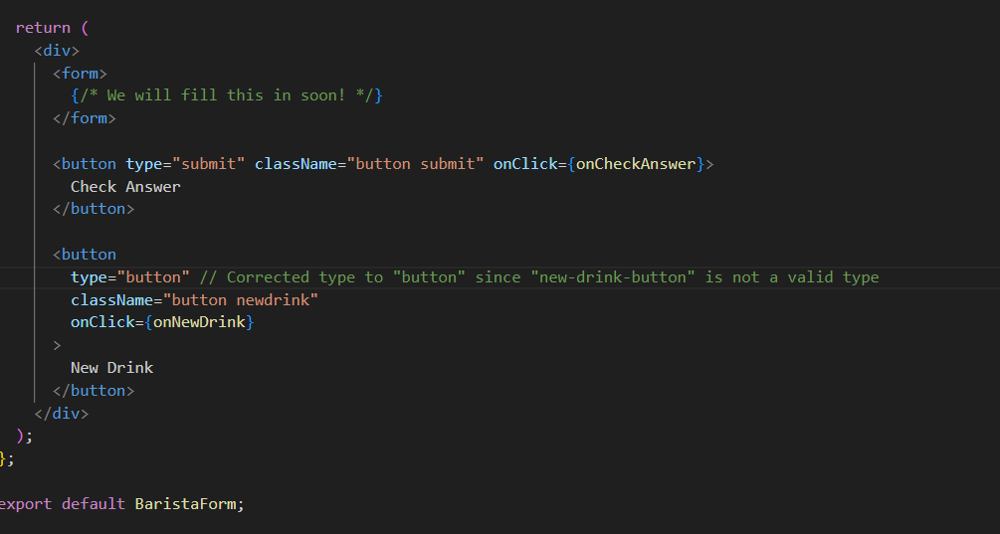 return (
<div>
<form>
{/* We will fill this in soon! */}
</form>
<button type="submit" className="button submit" onClick={onCheckAnswer}>
Check Answer
</button>
<button
type="button" // Corrected type to "button" since "new-drink-button" is not a valid type
className="button newdrink"
onClick={onNewDrink}
>
New Drink
</button>
</div>
);
};
export default BaristaForm;